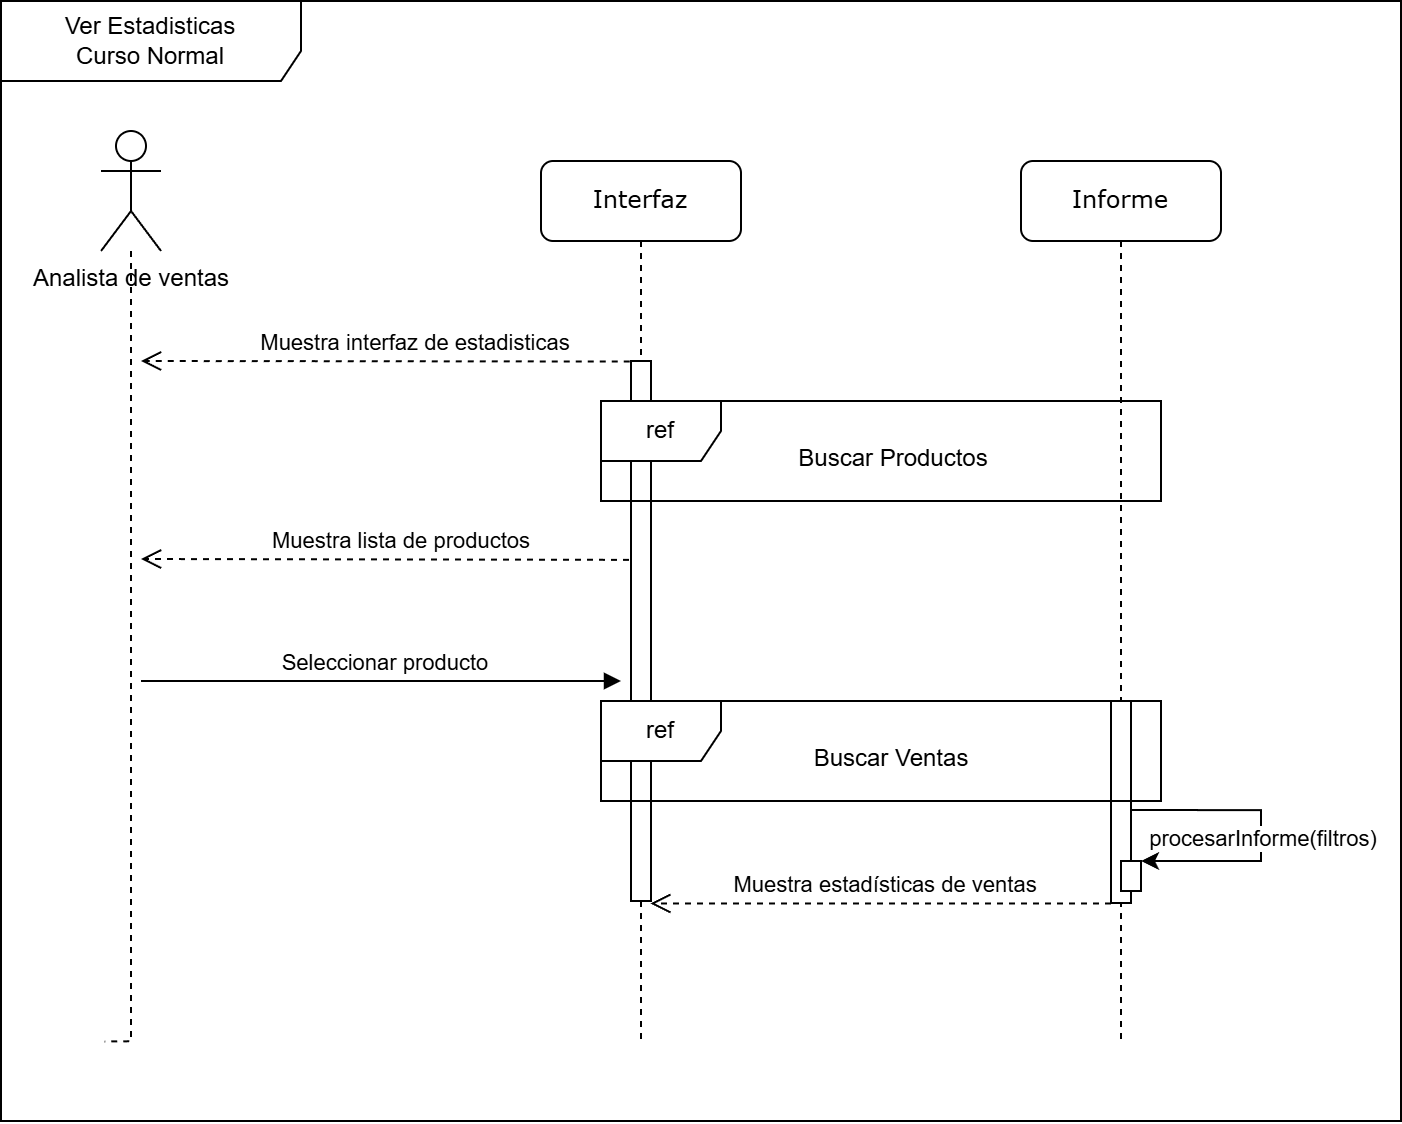 Ver Estadisticas
Curso Normal
Interfaz
Informe
Analista de ventas
Muestra interfaz de estadisticas
ref
Buscar Productos
Muestra lista de productos
Seleccionar producto
ref
Buscar Ventas
procesarInforme(filtros)
Muestra estadísticas de ventas